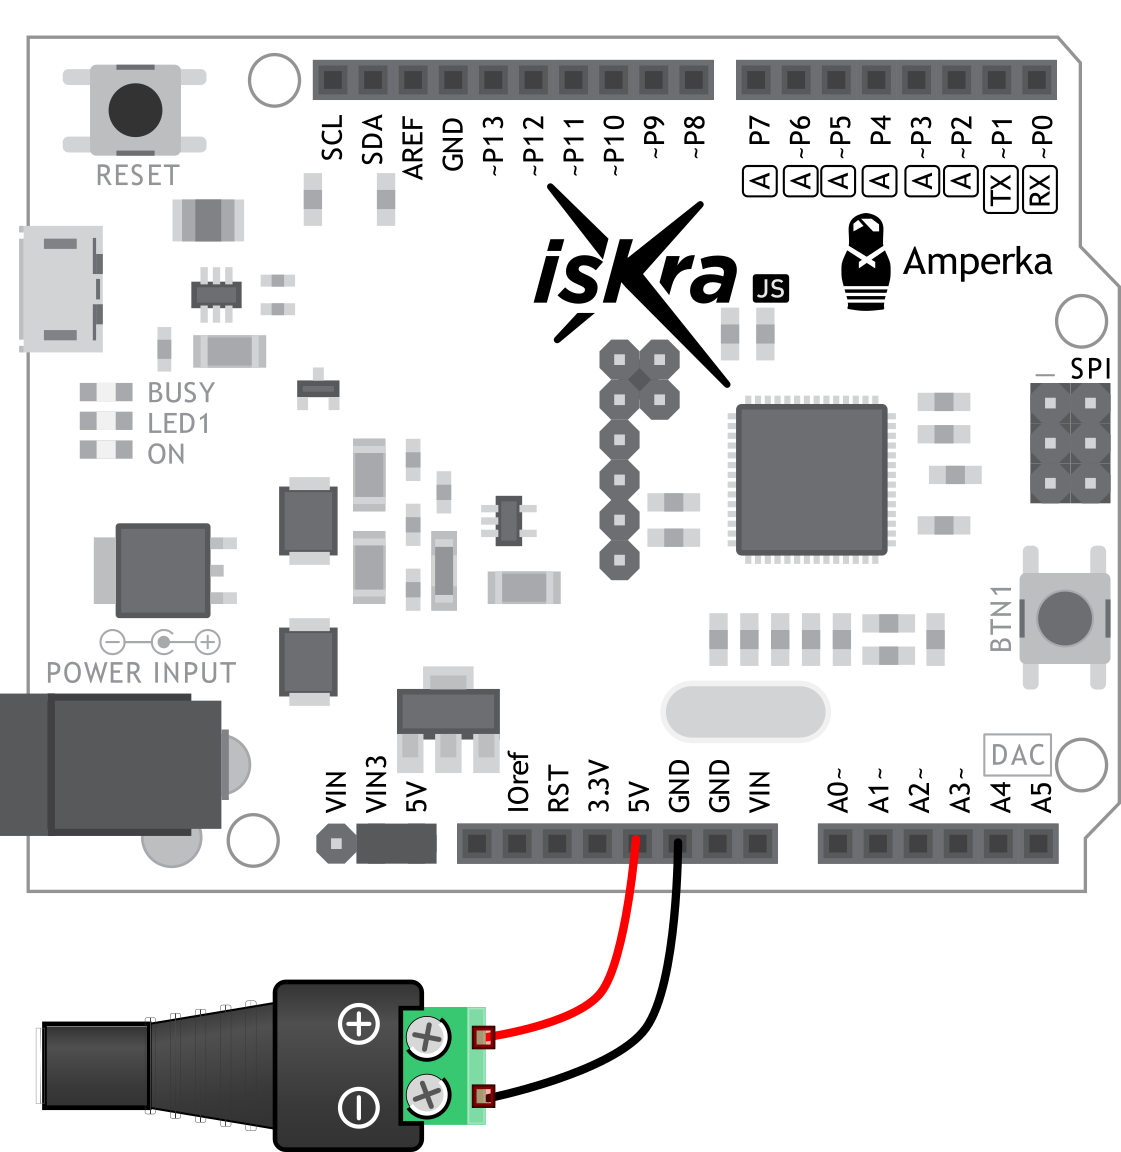 SCL SDA AREF GND ~P13 ~P12 ~P11 ~P10 ~P9 ~P8 P7 ~P6 ~P5 P4 ~P3 ~P2 ~P1 ~P0
A A A A A A TX RX
RESET
iskra JS
Amperka
SPI
BUSY
LED1
ON
BTN1
POWER INPUT
DAC
VIN VIN3 5V IOref RST 3.3V 5V GND GND VIN A0~ A1~ A2~ A3~ A4 A5